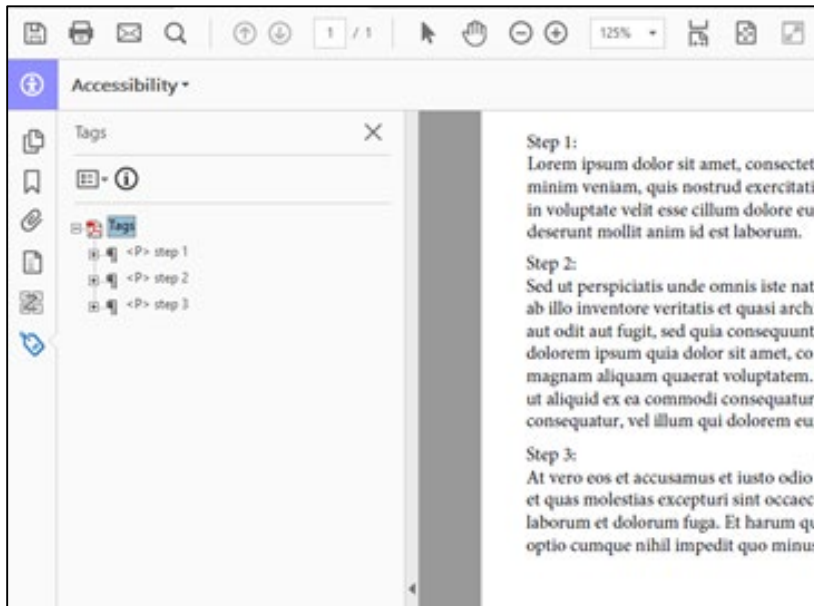 1 / 1
125%
Accessibility
Tags
Tags
<P> step 1
<P> step 2
<P> step 3
Step 1:
Lorem ipsum dolor sit amet, consectet
minim veniam, quis nostrud exercitati
in voluptate velit esse cillum dolore eu
deserunt mollit anim id est laborum.
Step 2:
Sed ut perspiciatis unde omnis iste nat
ab illo inventore veritatis et quasi arch
aut odit aut fugit, sed quia consequunt
dolorem ipsum quia dolor sit amet, co
magnam aliquam quaerat voluptatem.
ut aliquid ex ea commodi consequatur
consequatur, vel illum qui dolorem eu
Step 3:
At vero eos et accusamus et iusto odio
et quas molestias excepturi sint occaec
laborum et dolorum fuga. Et harum qu
optio cumque nihil impedit quo minus